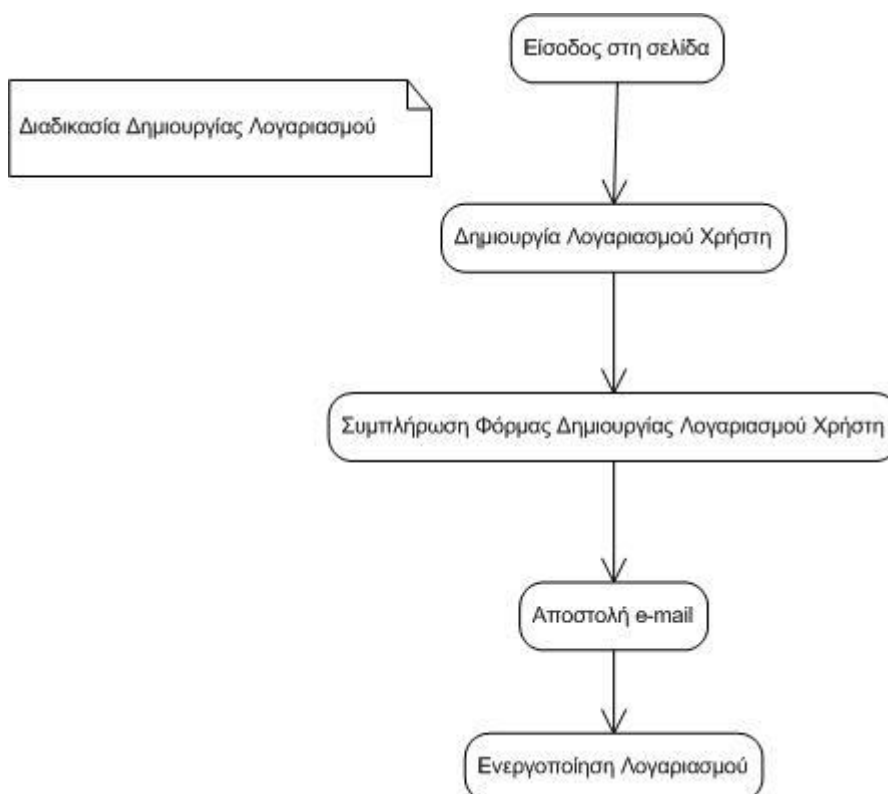 Είσοδος στη σελίδα
Διαδικασία Δημιουργίας Λογαριασμού
Δημιουργία Λογαριασμού Χρήστη
Συμπλήρωση Φόρμας Δημιουργίας Λογαριασμού Χρήστη
Αποστολή e-mail
Ενεργοποίηση Λογαριασμού